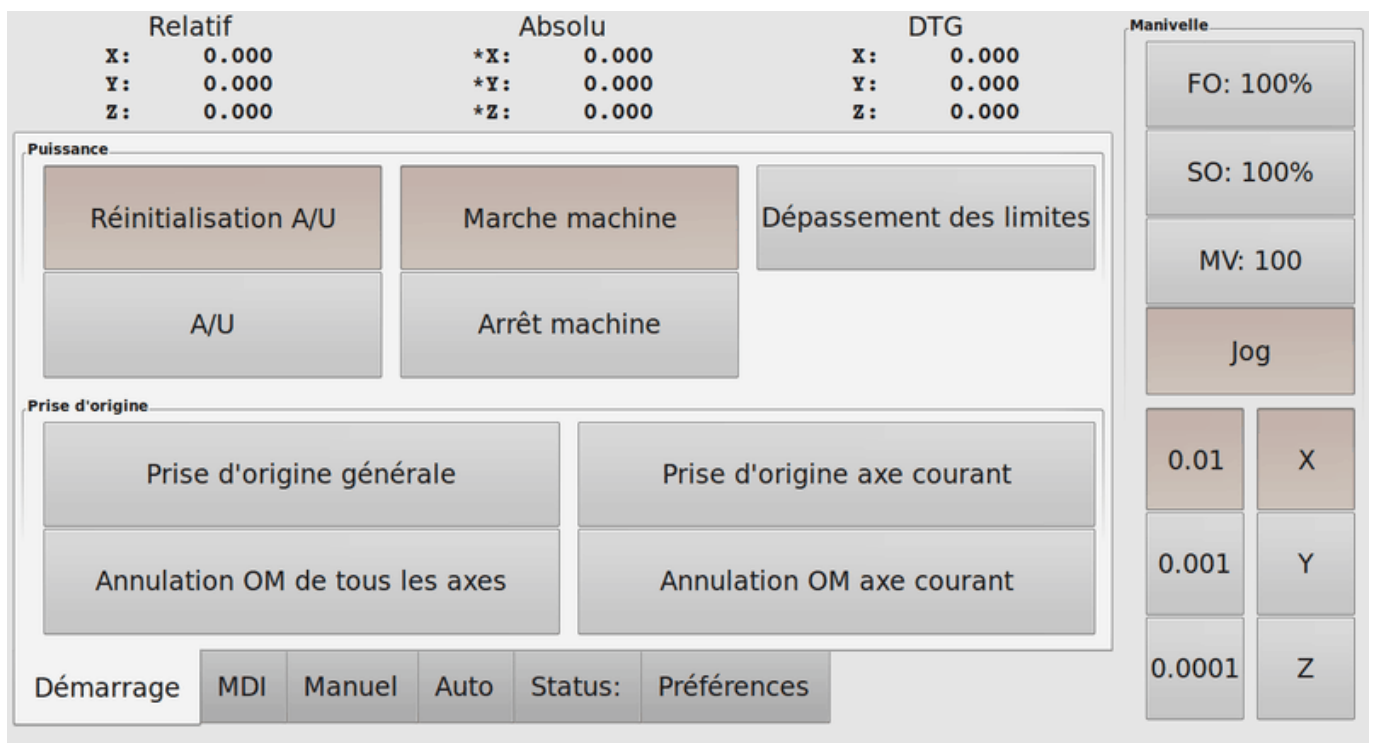 Relatif Absolu DTG
X: 0.000 *X: 0.000 X: 0.000
Y: 0.000 *Y: 0.000 Y: 0.000
Z: 0.000 *Z: 0.000 Z: 0.000
Puissance
Réinitialisation A/U Marche machine Dépassement des limites
A/U Arrêt machine
Prise d'origine
Prise d'origine générale Prise d'origine axe courant
Annulation OM de tous les axes Annulation OM axe courant
Démarrage MDI Manuel Auto Status: Préférences
Manivelle
FO: 100%
SO: 100%
MV: 100
Jog
0.01 X
0.001 Y
0.0001 Z